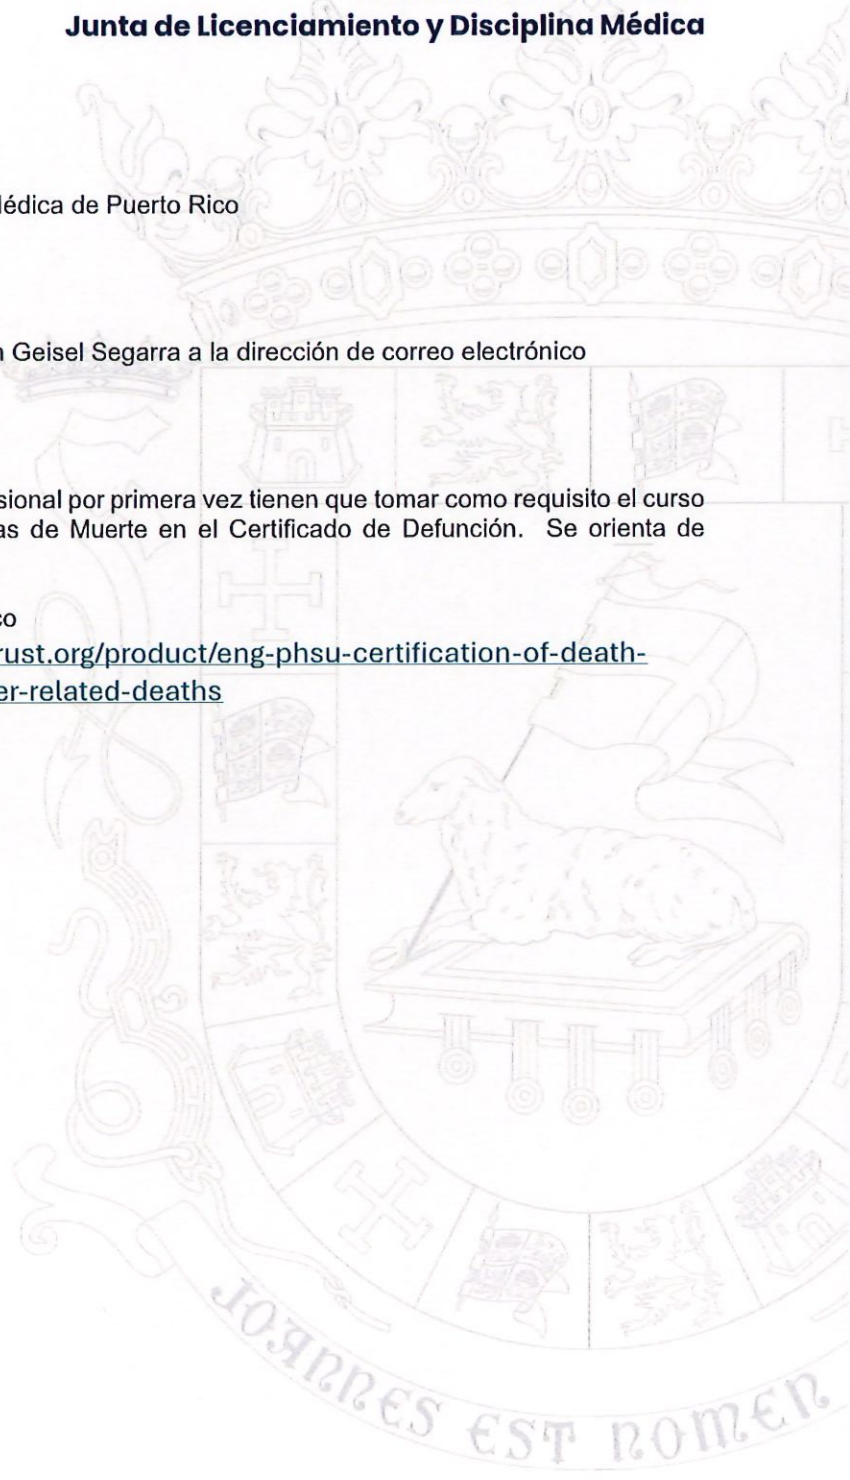 Junta de Licenciamiento y Disciplina Médica
édica de Puerto Rico
Geisel Segarra a la dirección de correo electrónico
sional por primera vez tienen que tomar como requisito el curso
as de Muerte en el Certificado de Defunción. Se orienta de
co
rust.org/product/eng-phsu-certification-of-death-
er-related-deaths
JOANNES EST NOMEN